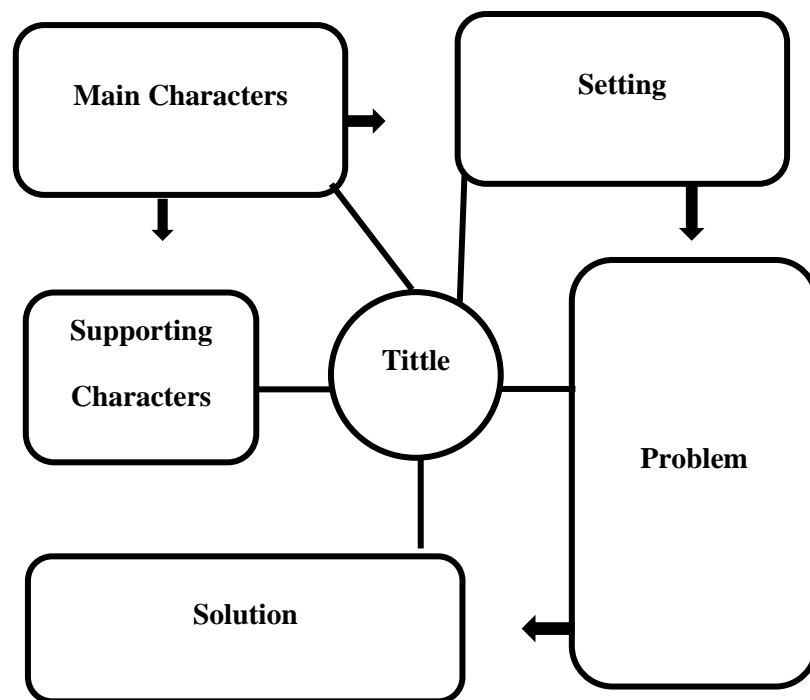 Main Characters
Setting
Supporting
Characters
Tittle
Problem
Solution